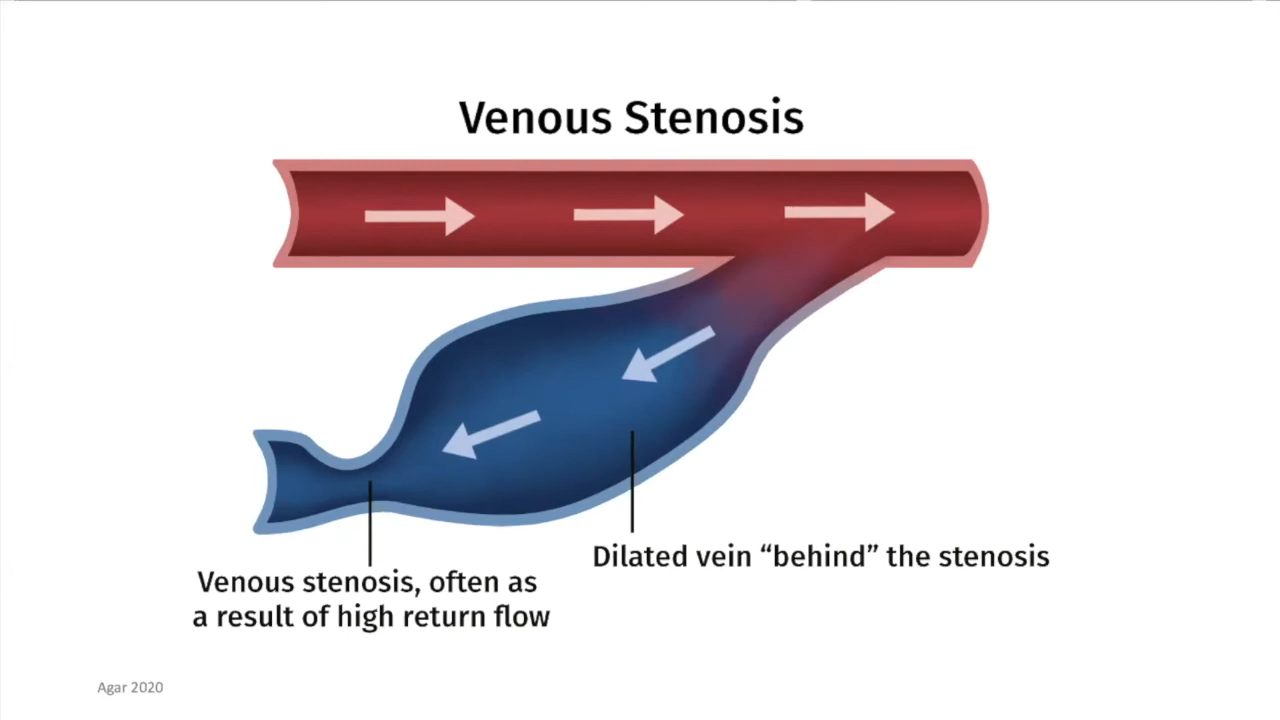 Venous Stenosis
Dilated vein “behind” the stenosis
Venous stenosis, often as
a result of high return flow
Agar 2020